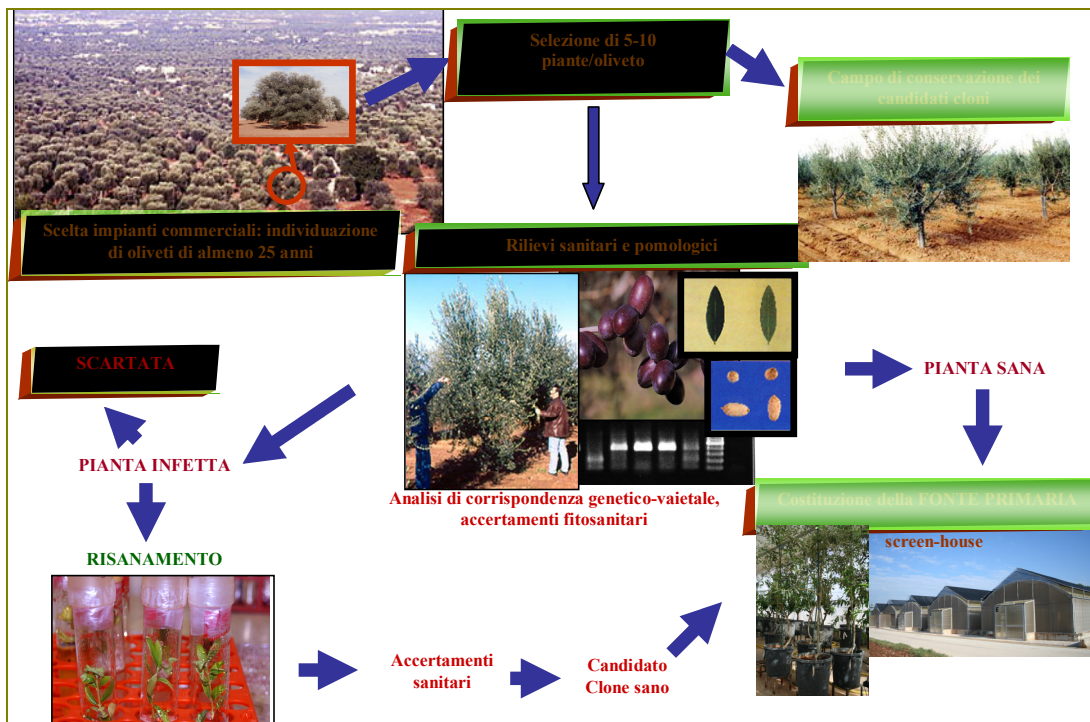 Selezione di 5-10
piante/oliveto
Campo di conservazione dei
candidati cloni
Scelta impianti commerciali: individuazione
di oliveti di almeno 25 anni
Rilievi sanitari e pomologici
SCARTATA
PIANTA SANA
PIANTA INFETTA
Analisi di corrispondenza genetico-vaietale,
accertamenti fitosanitari
Costituzione della FONTE PRIMARIA
screen-house
RISANAMENTO
Accertamenti
sanitari
Candidato
Clone sano